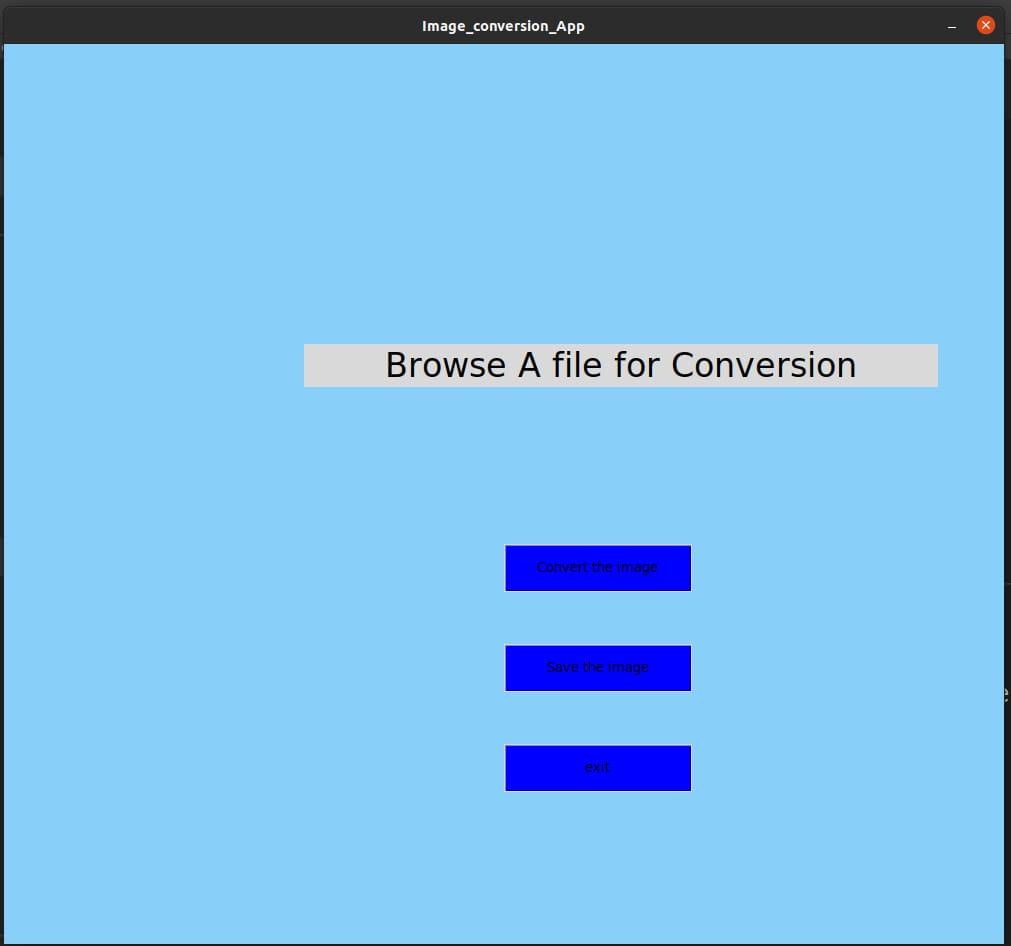 Image_conversion_App
Browse A file for Conversion
Convert the image
Save the image
exit